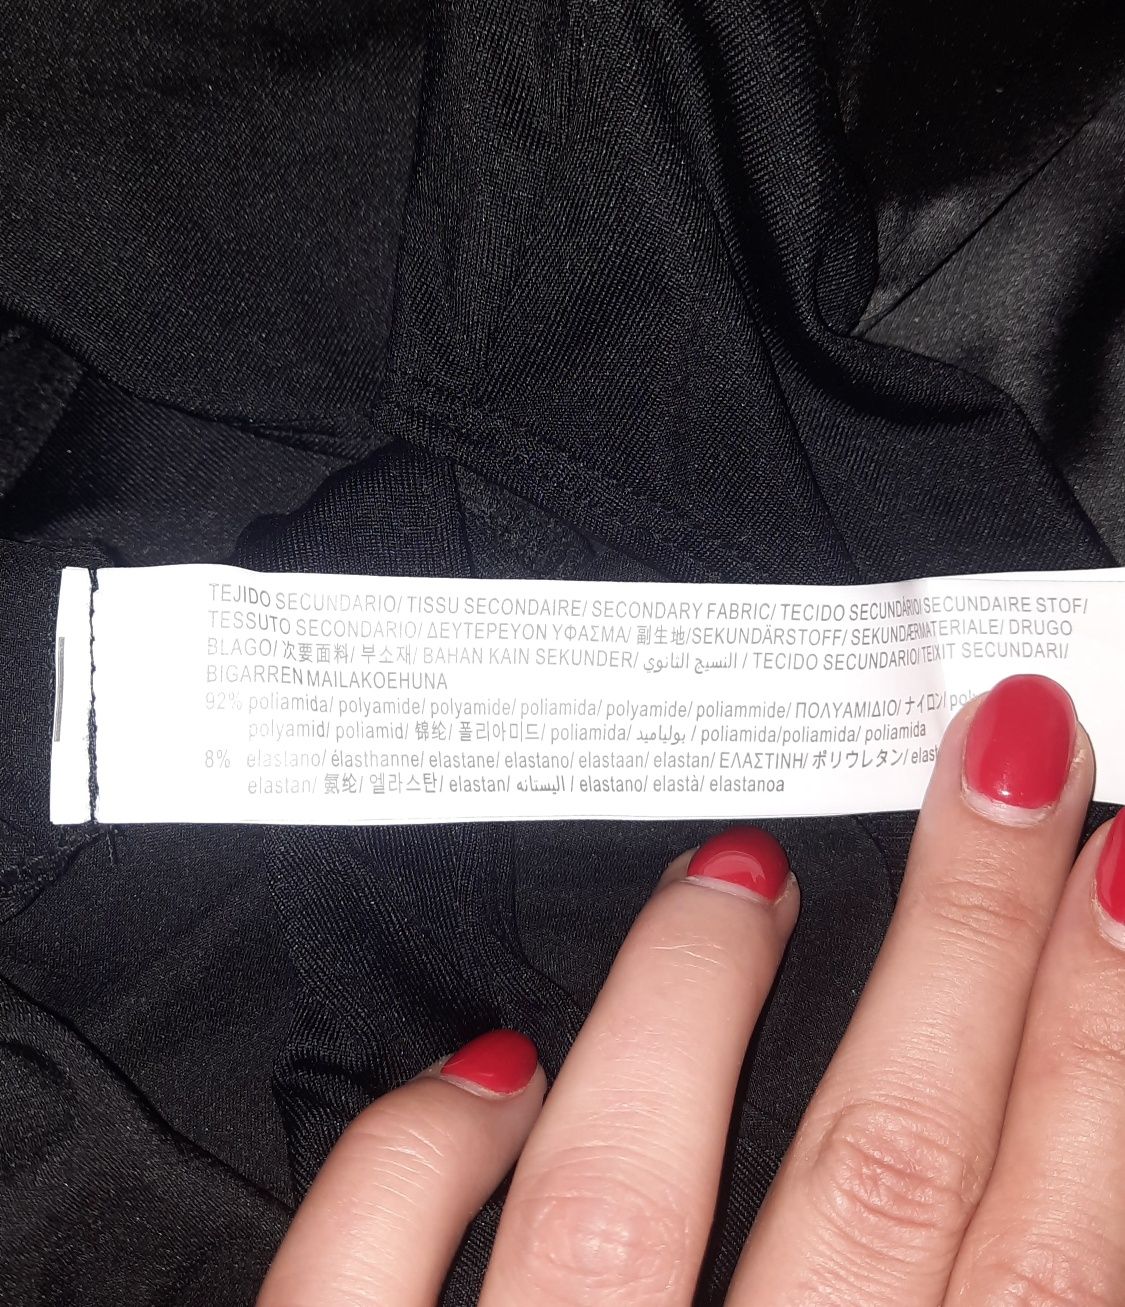 TEJIDO SECUNDARIO/ TISSU SECONDAIRE/ SECONDARY FABRIC/ TECIDO SECUNDÁRIO/ SECUNDAIRE STOF/
TESSUTO SECONDARIO/ ΔΕΥΤΕΡΕΥΟΝ ΥΦΑΣΜΑ/ 副生地/SEKUNDÄRSTOFF/ SEKUNDÆRMATERIALE/ DRUGO
BLAGO/ 次要面料/ 부소재/ BAHAN KAIN SEKUNDER/ النسيج الثانوي / TECIDO SECUNDARIO/ TEIXIT SECUNDARI/
BIGARREN MAILAKOEHUNA
92% poliamida/ polyamide/ polyamide/ poliamida/ polyamide/ poliammide/ ΠΟΛΥΑΜΙΔΙΟ/ ナイロン/
polyamid/ poliamid/ 锦纶/ 폴리아미드/ poliamida/ بولياميد / poliamida/poliamida/ poliamida
8% elastano/ élasthanne/ elastane/ elastano/ elastaan/ elastan/ ΕΛΑΣΤΙΝΗ/ ポリウレタン/
elastan/ 氨纶/ 엘라스탄/ elastan/ اليستانه / elastano/ elastà/ elastanoa